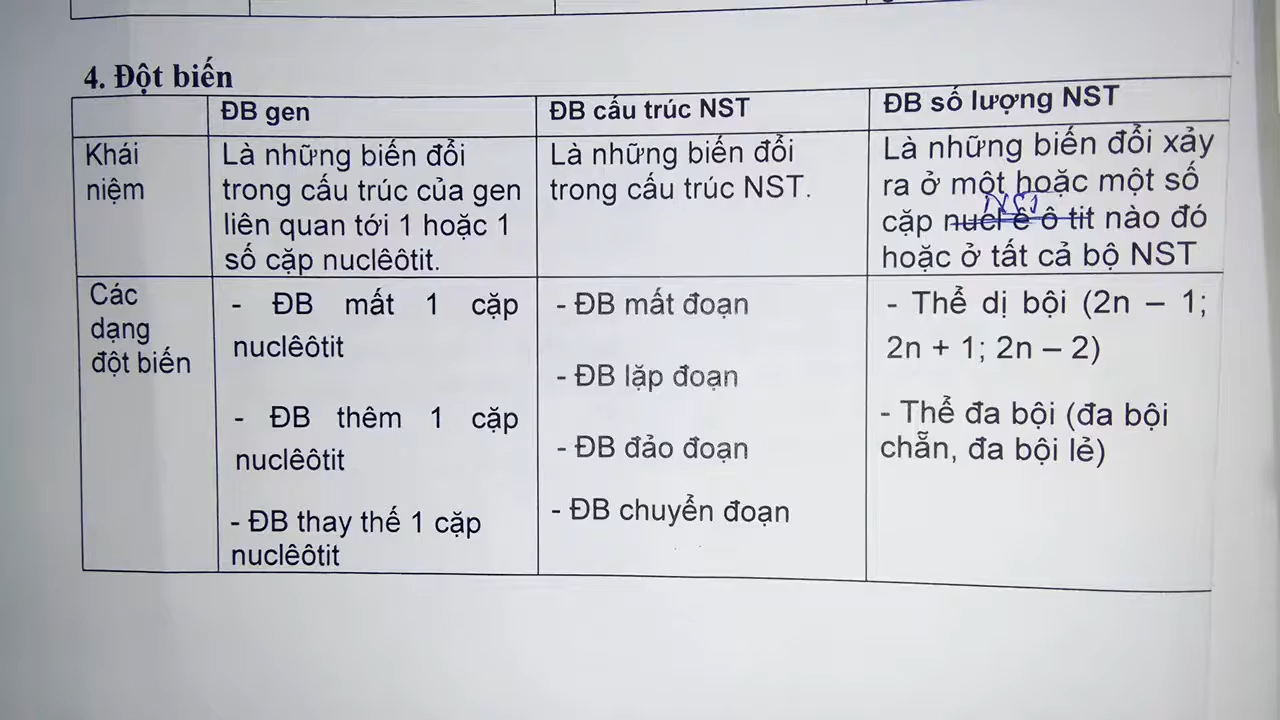 4. Đột biến
ĐB gen
ĐB cấu trúc NST
ĐB số lượng NST
Khái
niệm
Là những biến đổi
trong cấu trúc của gen
liên quan tới 1 hoặc 1
số cặp nuclêôtit.
Là những biến đổi
trong cấu trúc NST.
Là những biến đổi xảy
ra ở một hoặc một số
NST
cặp nucl ê ô tit nào đó
hoặc ở tất cả bộ NST
Các
dạng
đột biến
- ĐB mất 1 cặp
nuclêôtit
- ĐB thêm 1 cặp
nuclêôtit
- ĐB thay thế 1 cặp
nuclêôtit
- ĐB mất đoạn
- ĐB lặp đoạn
- ĐB đảo đoạn
- ĐB chuyển đoạn
- Thể dị bội (2n – 1;
2n + 1; 2n – 2)
- Thể đa bội (đa bội
chẵn, đa bội lẻ)